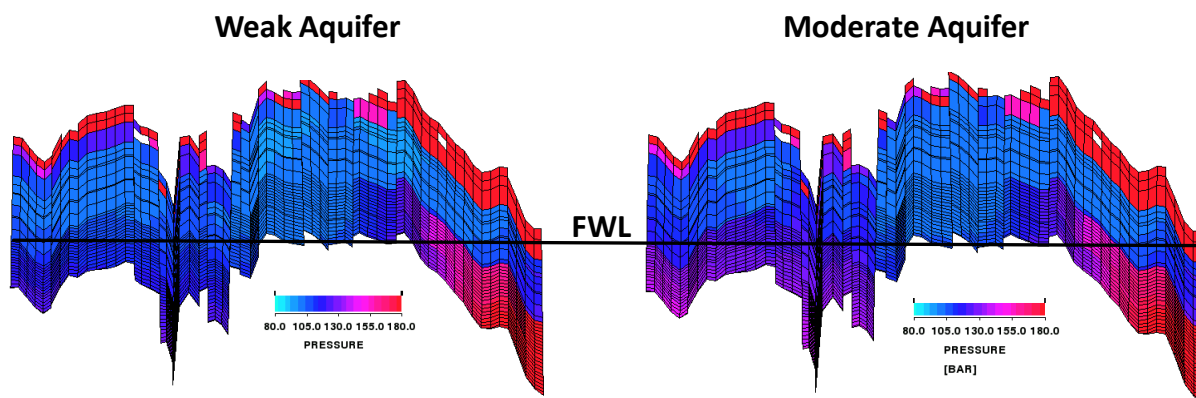 Weak Aquifer
Moderate Aquifer
FWL
80.0 105.0 130.0 155.0 180.0
PRESSURE
80.0 105.0 130.0 155.0 180.0
PRESSURE
[BAR]